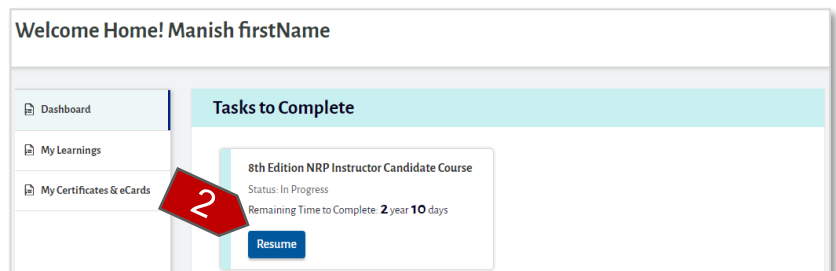 Welcome Home! Manish firstName
Dashboard
My Learnings
My Certificates & eCards
Tasks to Complete
8th Edition NRP Instructor Candidate Course
Status: In Progress
Remaining Time to Complete: 2 year 10 days
2
Resume